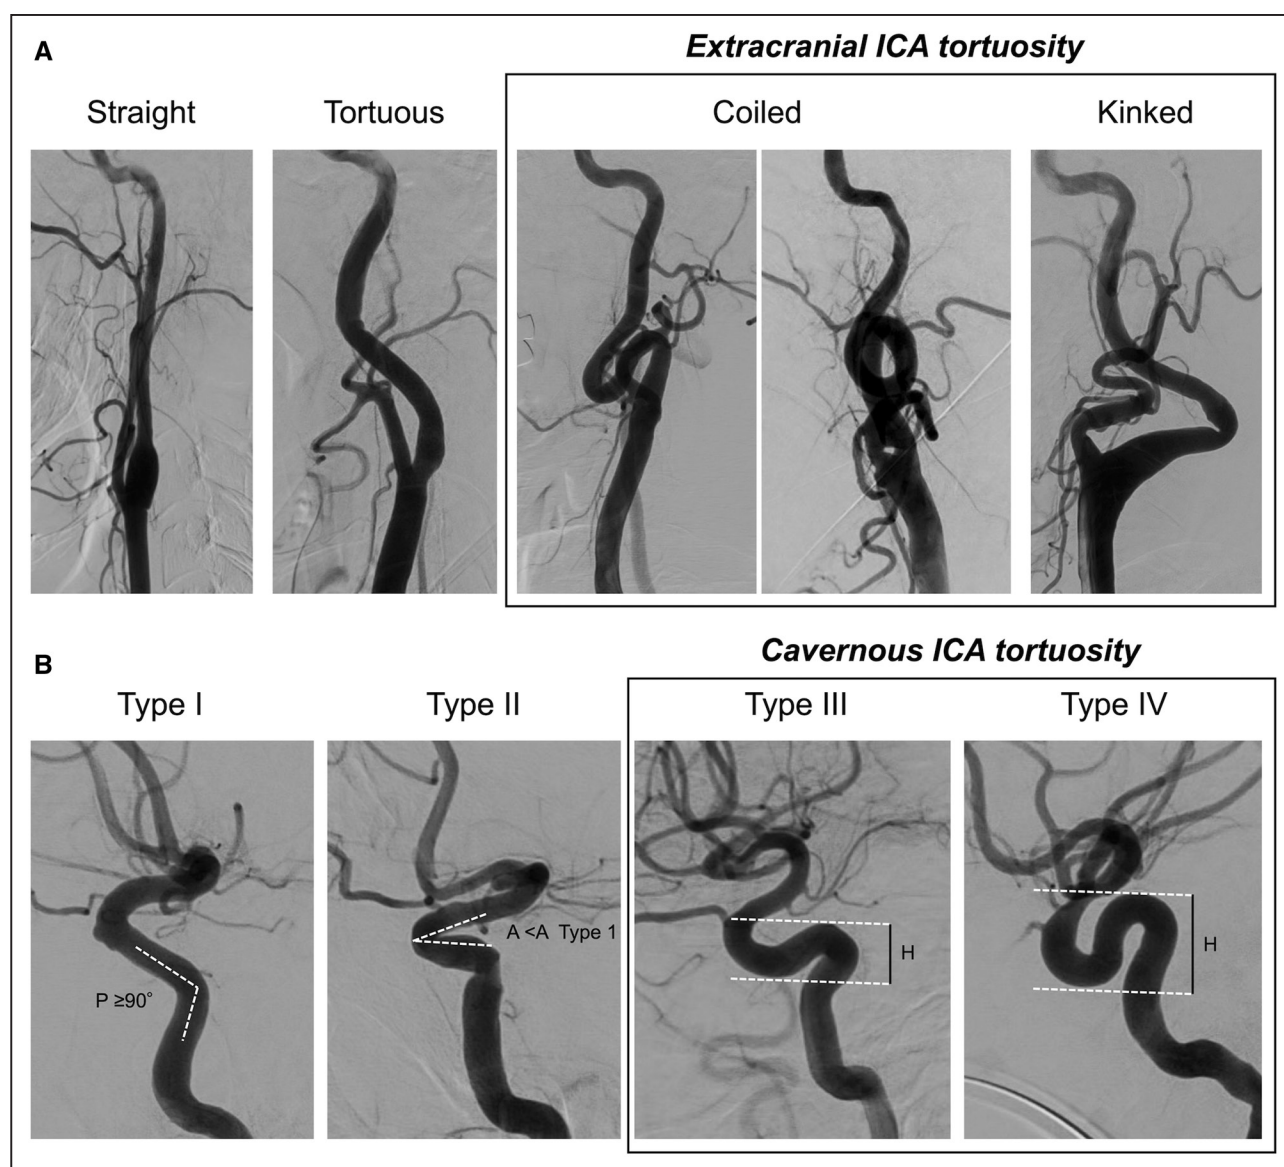 A
Extracranial ICA tortuosity
Straight
Tortuous
Coiled
Kinked
B
Cavernous ICA tortuosity
Type I
Type II
Type III
Type IV
P ≥90°
A <A Type 1
H
H